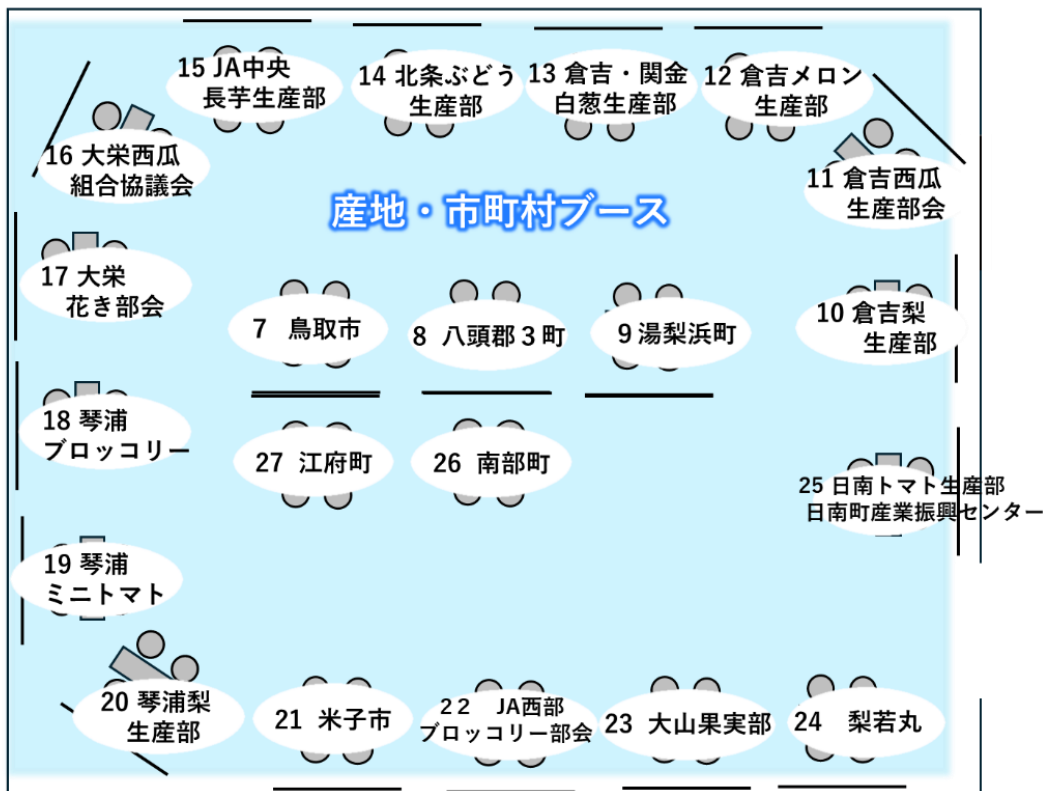 15 JA中央
長芋生産部
14 北条ぶどう
生産部
13 倉吉・関金
白葱生産部
12 倉吉メロン
生産部
16 大栄西瓜
組合協議会
11 倉吉西瓜
生産部会
産地・市町村ブース
17 大栄
花き部会
7 鳥取市
8 八頭郡３町
9 湯梨浜町
10 倉吉梨
生産部
18 琴浦
ブロッコリー
27 江府町
26 南部町
25 日南トマト生産部
日南町産業振興センター
19 琴浦
ミニトマト
20 琴浦梨
生産部
21 米子市
２２ JA西部
ブロッコリー部会
23 大山果実部
24 梨若丸